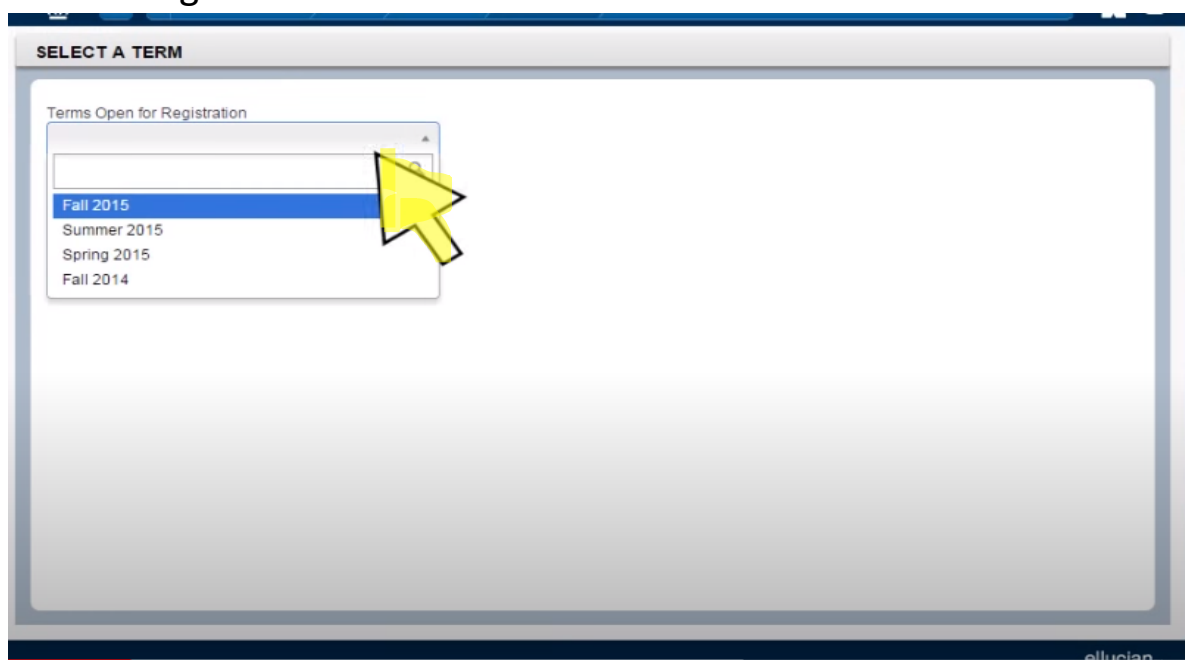 SELECT A TERM
Terms Open for Registration
Fall 2015
Summer 2015
Spring 2015
Fall 2014
ellucian